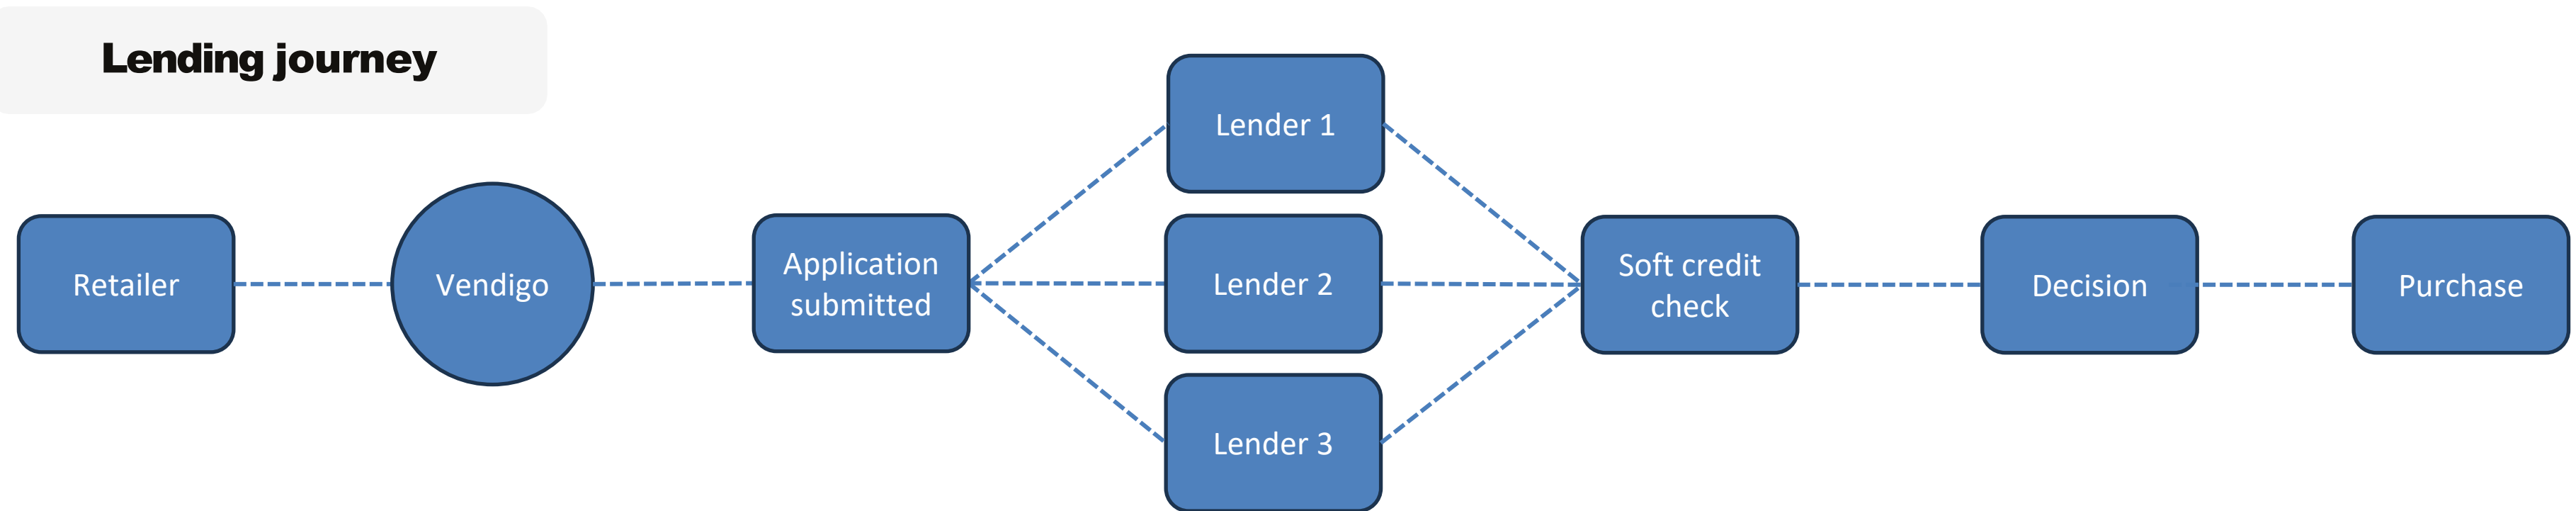 Lending journey
Retailer
Vendigo
Application
submitted
Lender 1
Lender 2
Lender 3
Soft credit
check
Decision
Purchase